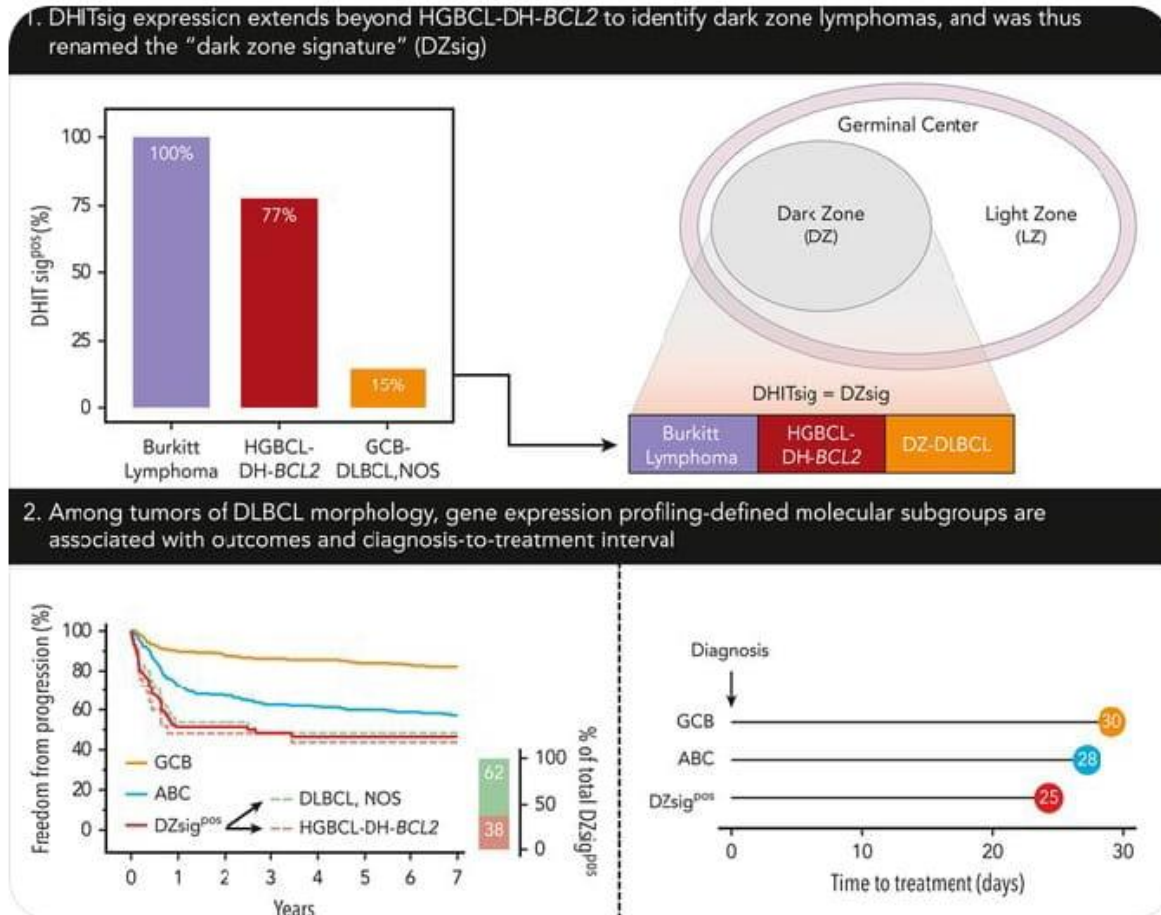 1. DHITsig expression extends beyond HGBCL-DH-BCL2 to identify dark zone lymphomas, and was thus
renamed the “dark zone signature” (DZsig)
DHIT sigpos (%)
100
75
50
25
0
100%
77%
15%
Burkitt
Lymphoma
HGBCL-
DH-BCL2
GCB-
DLBCL,NOS
Germinal Center
Dark Zone
(DZ)
Light Zone
(LZ)
DHITsig = DZsig
Burkitt
Lymphoma
HGBCL-
DH-BCL2
DZ-DLBCL
2. Among tumors of DLBCL morphology, gene expression profiling-defined molecular subgroups are
associated with outcomes and diagnosis-to-treatment interval
Freedom from progression (%)
100
80
60
40
20
0
GCB
ABC
DZsigpos
DLBCL, NOS
HGBCL-DH-BCL2
0 1 2 3 4 5 6 7
Years
62
38
100
50
0
% of total DZsigpos
Diagnosis
GCB
30
ABC
28
DZsigpos
25
0 10 20 30
Time to treatment (days)